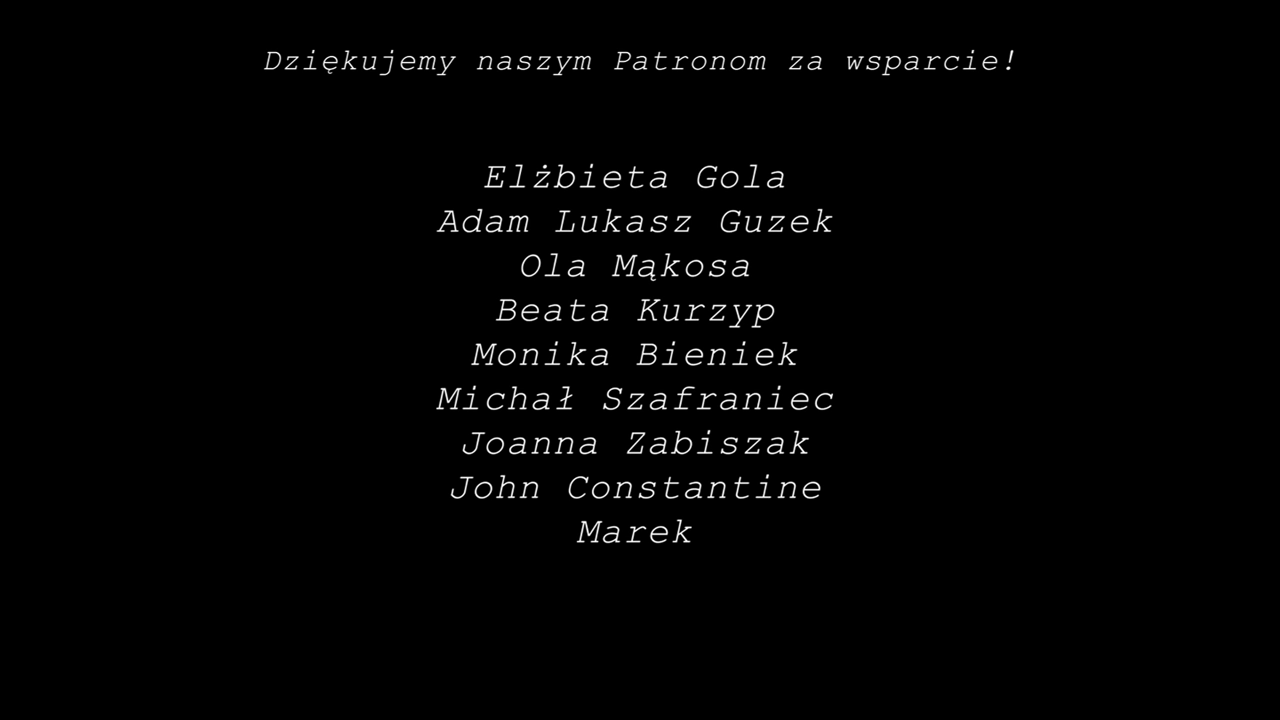 Dziękujemy naszym Patronom za wsparcie!
Elżbieta Gola
Adam Lukasz Guzek
Ola Mąkosa
Beata Kurzyp
Monika Bieniek
Michał Szafraniec
Joanna Zabiszak
John Constantine
Marek